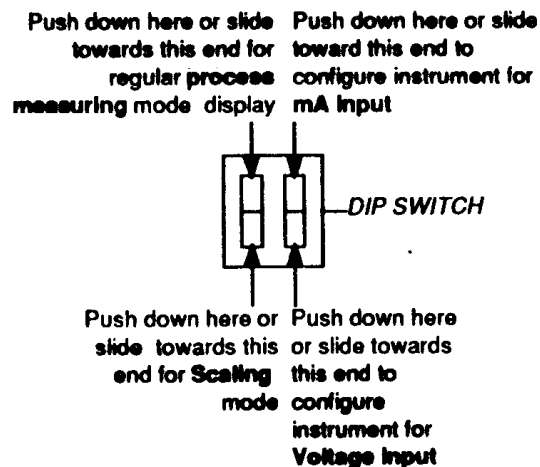 Push down here or slide
towards this end for
regular process
measuring mode display
Push down here or slide
toward this end to
configure instrument for
mA Input
DIP SWITCH
Push down here or
slide towards this
end for Scaling
mode
Push down here
or slide towards
this end to
configure
instrument for
Voltage Input